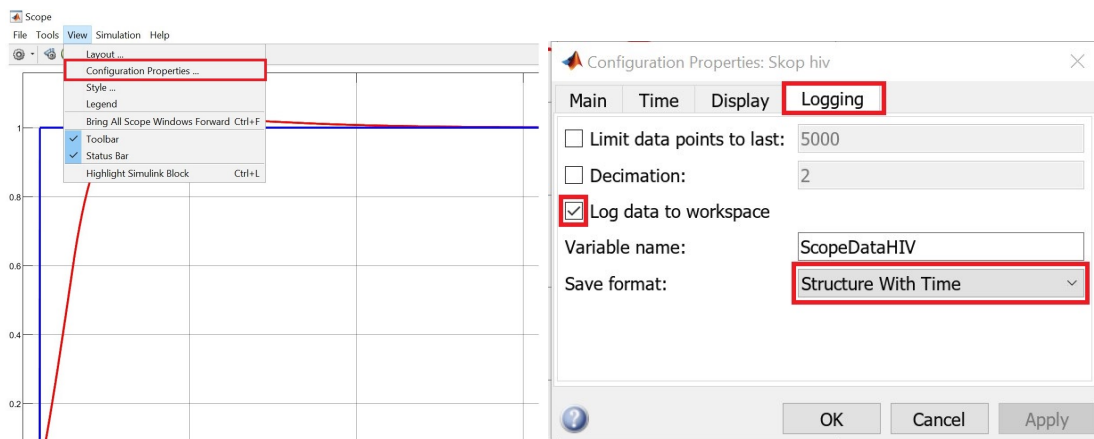 Scope
File Tools View Simulation Help
Layout ...
Configuration Properties ...
Style ...
Legend
Bring All Scope Windows Forward Ctrl+F
Toolbar
Status Bar
Highlight Simulink Block Ctrl+L
1
0.8
0.6
0.4
0.2
Configuration Properties: Skop hiv
Main Time Display Logging
Limit data points to last: 5000
Decimation: 2
Log data to workspace
Variable name: ScopeDataHIV
Save format: Structure With Time
?
OK Cancel Apply